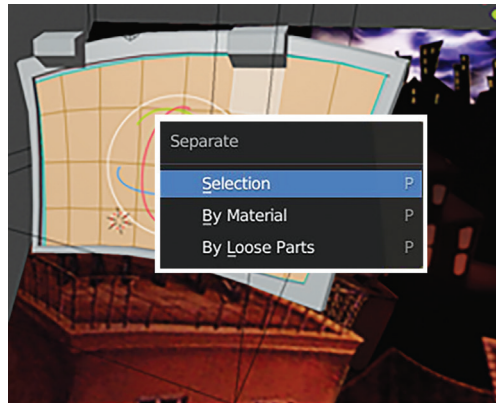 Separate
Selection P
By Material P
By Loose Parts P